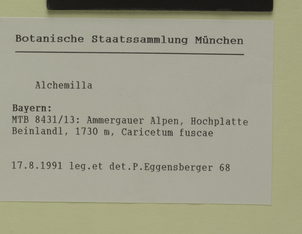 Botanische Staatssammlung München
Alchemilla
Bayern:
MTB 8431/13: Ammergauer Alpen, Hochplatte
Beinlandl, 1730 m, Caricetum fuscae
17.8.1991 leg.et det.P.Eggensberger 68